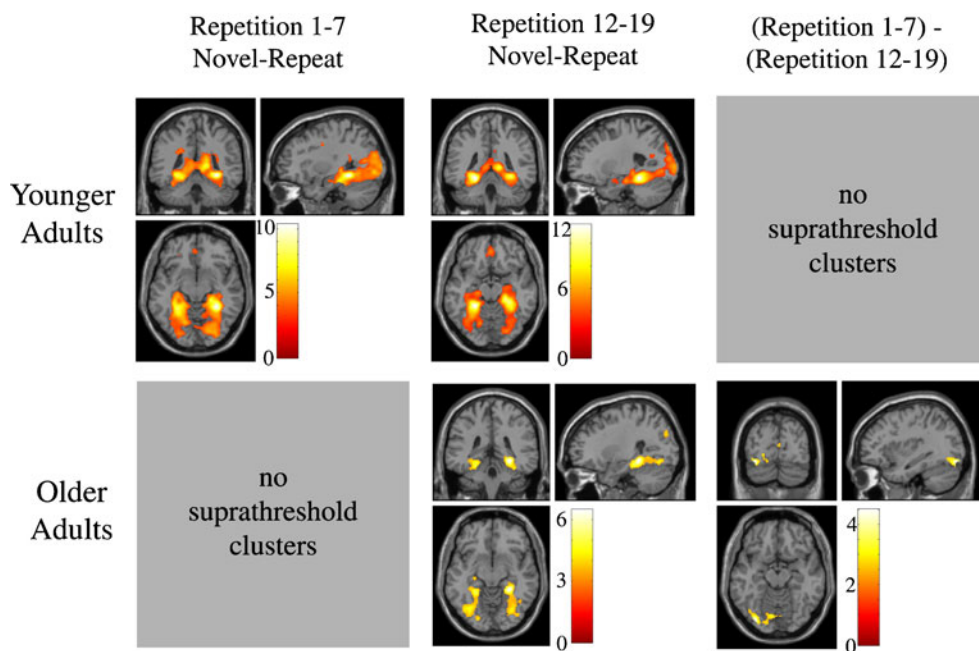 Repetition 1-7
Novel-Repeat
Repetition 12-19
Novel-Repeat
(Repetition 1-7) -
(Repetition 12-19)
Younger
Adults
10
5
0
12
6
0
no
suprathreshold
clusters
Older
Adults
no
suprathreshold
clusters
6
3
0
4
2
0